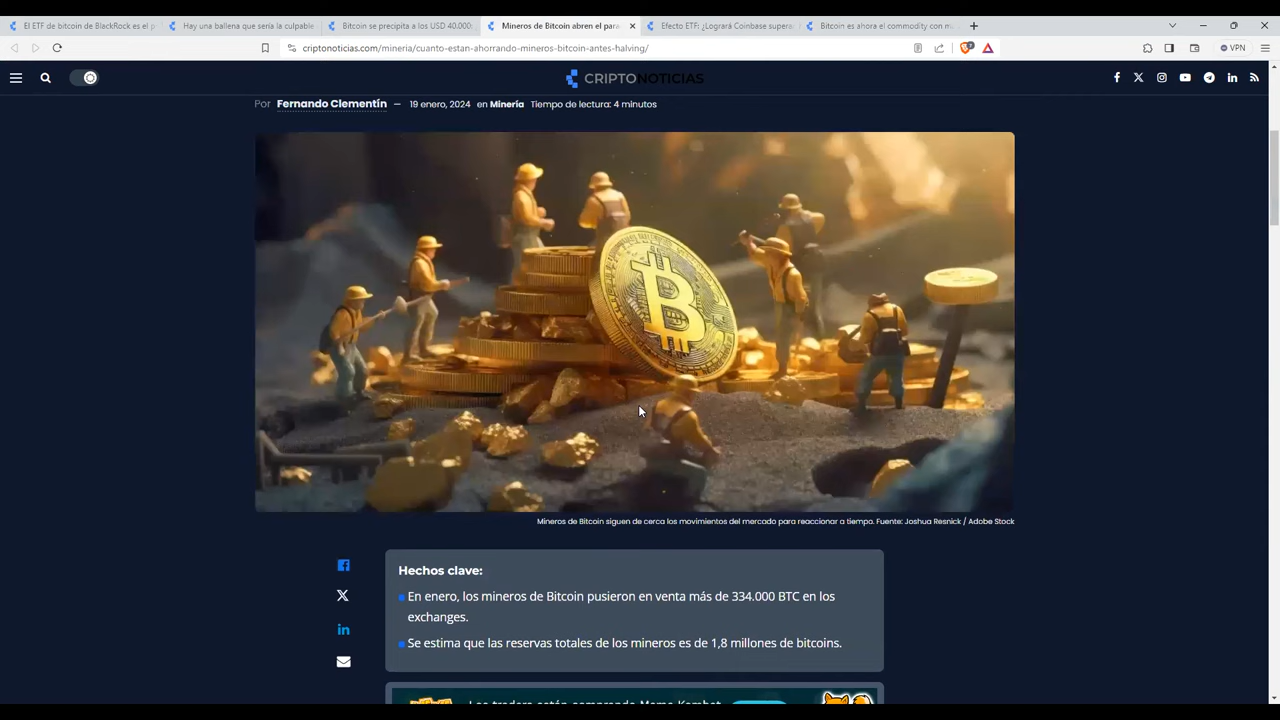 El ETF de bitcoin de BlackRock es el p
Hay una ballena que sería la culpable
Bitcoin se precipita a los USD 40.000:
Mineros de Bitcoin abren el para
Efecto ETF: ¿Logrará Coinbase supera
Bitcoin es ahora el commodity con m
criptonoticias.com/mineria/cuanto-estan-ahorrando-mineros-bitcoin-antes-halving/
VPN
CRIPTONOTICIAS
Por Fernando Clementín — 19 enero, 2024 en Minería Tiempo de lectura: 4 minutos
Mineros de Bitcoin siguen de cerca los movimientos del mercado para reaccionar a tiempo. Fuente: Joshua Resnick / Adobe Stock
Hechos clave:
En enero, los mineros de Bitcoin pusieron en venta más de 334.000 BTC en los
exchanges.
Se estima que las reservas totales de los mineros es de 1,8 millones de bitcoins.
Los traders están comprando Meme Kombat